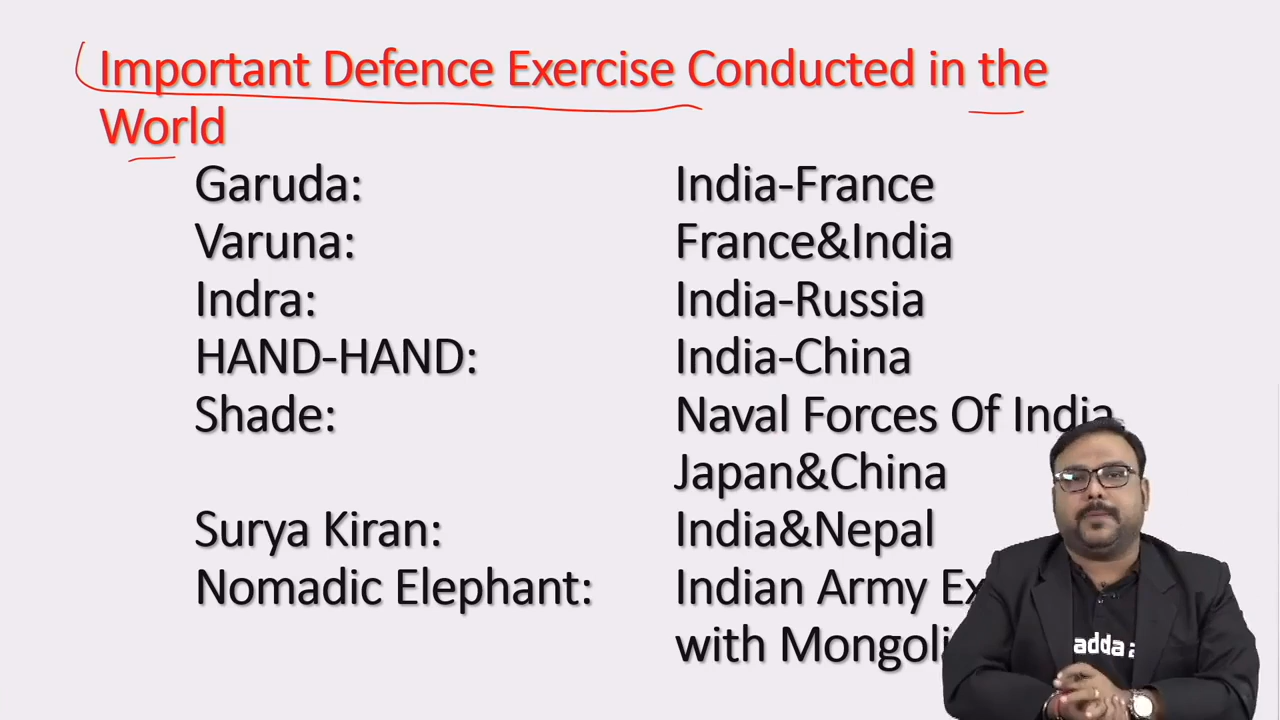 Important Defence Exercise Conducted in the
World
Garuda: India-France
Varuna: France&India
Indra: India-Russia
HAND-HAND: India-China
Shade: Naval Forces Of India,
Japan&China
Surya Kiran: India&Nepal
Nomadic Elephant: Indian Army
with
adda